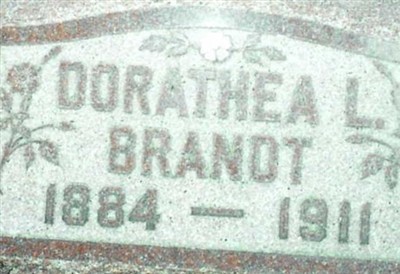 DORATHEA L.
BRANDT
1884 — 1911